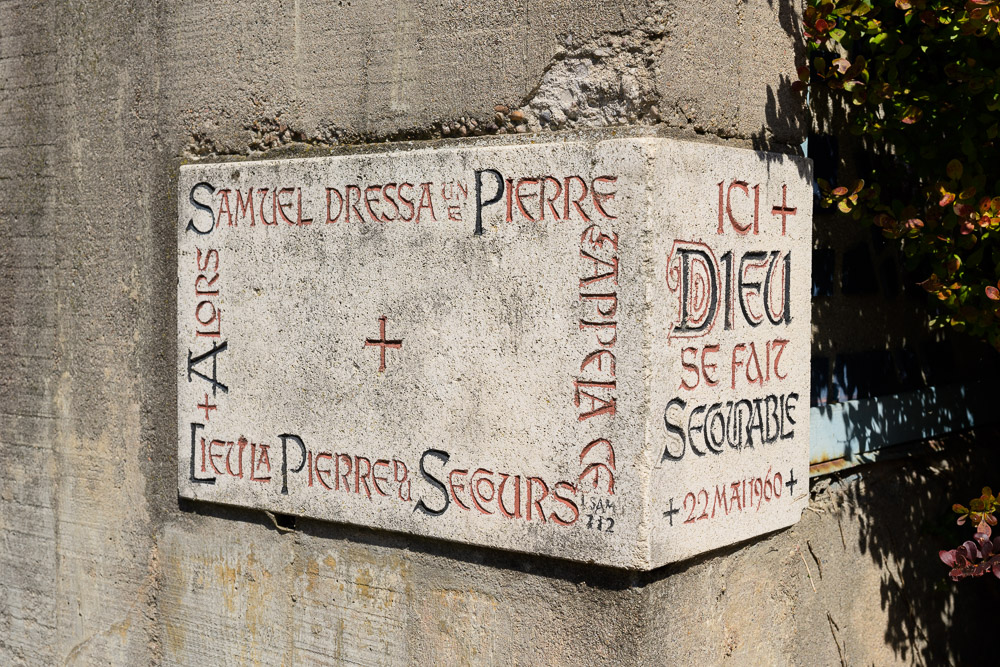 + ALORS
SAMUEL DRESSA UNE PIERRE
& APPELA CE
LIEU LA PIERRE DU SECOURS
SAM
7 12
ICI +
DIEU
SE FAIT
SECOURABLE
+ 22 MAI 1960 +